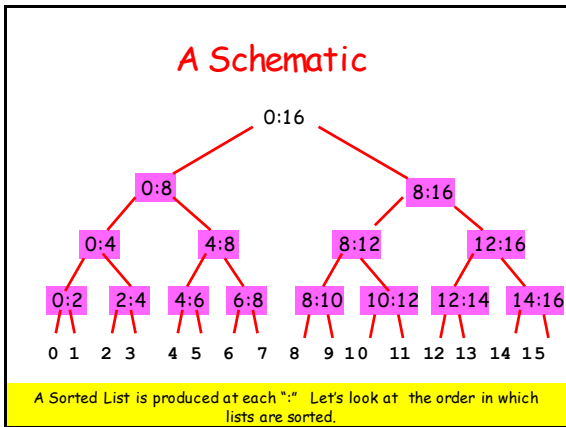 A Schematic
0:16
0:8 8:16
0:4 4:8 8:12 12:16
0:2 2:4 4:6 6:8 8:10 10:12 12:14 14:16
0 1 2 3 4 5 6 7 8 9 10 11 12 13 14 15
A Sorted List is produced at each “:” Let’s look at the order in which
lists are sorted.